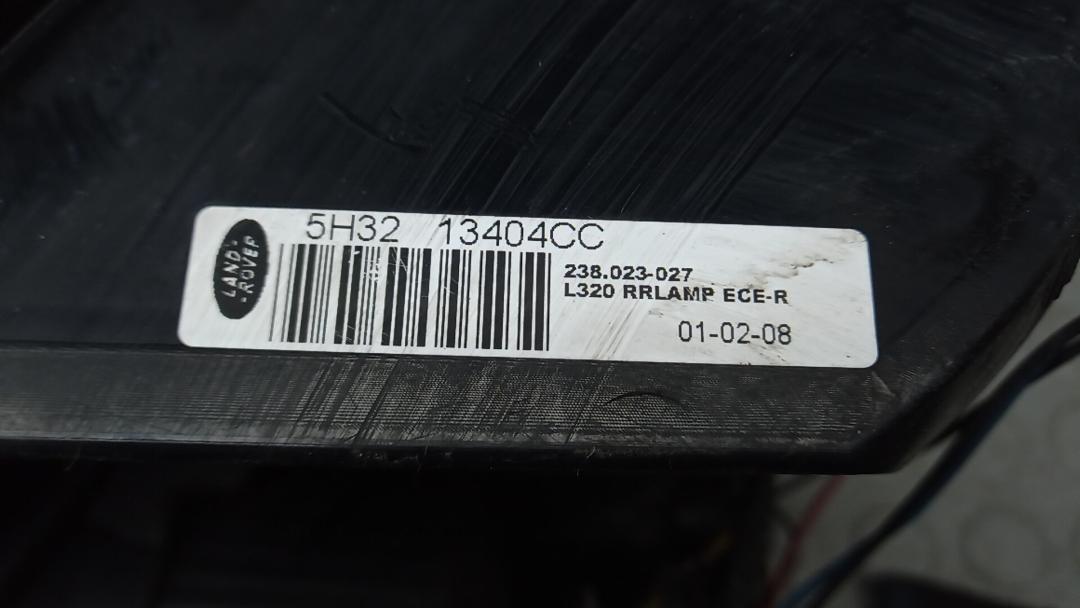 5H32 13404CC
LAND-
-ROVER
238.023-027
L320 RRLAMP ECE-R
01-02-08